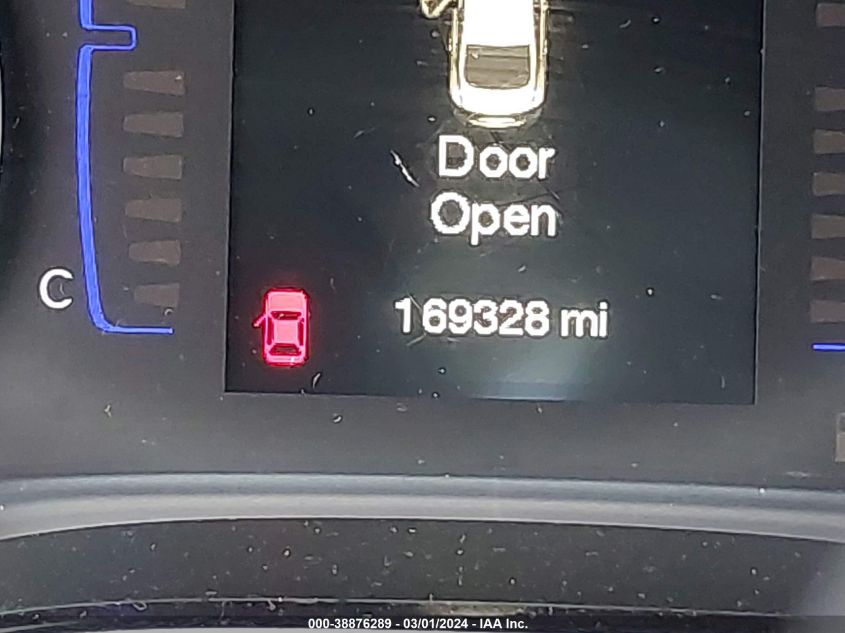 Door
Open
C
169328 mi
000-38876289 - 03/01/2024 - IAA Inc.